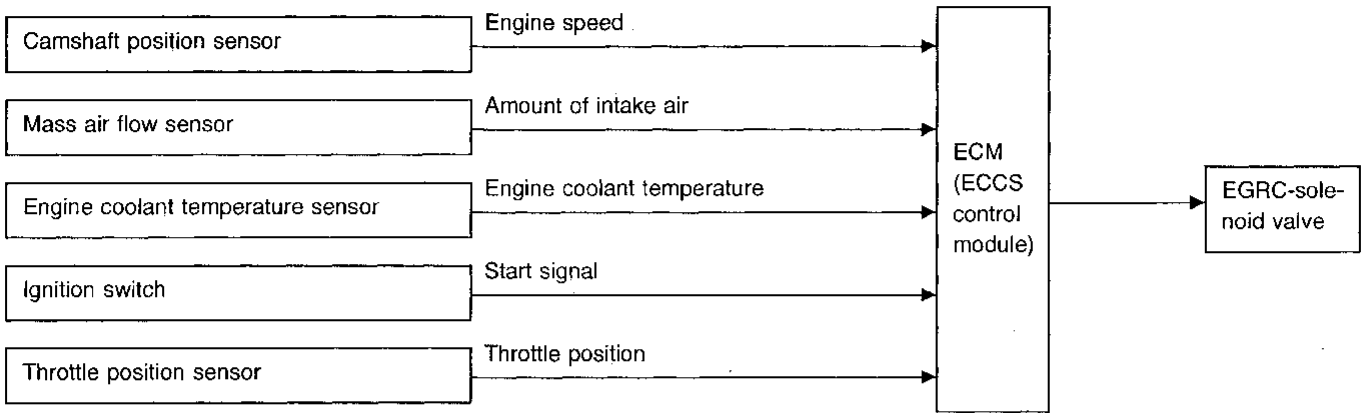 Camshaft position sensor
Engine speed
Mass air flow sensor
Amount of intake air
Engine coolant temperature sensor
Engine coolant temperature
Ignition switch
Start signal
Throttle position sensor
Throttle position
ECM
(ECCS
control
module)
EGRC-sole-
noid valve